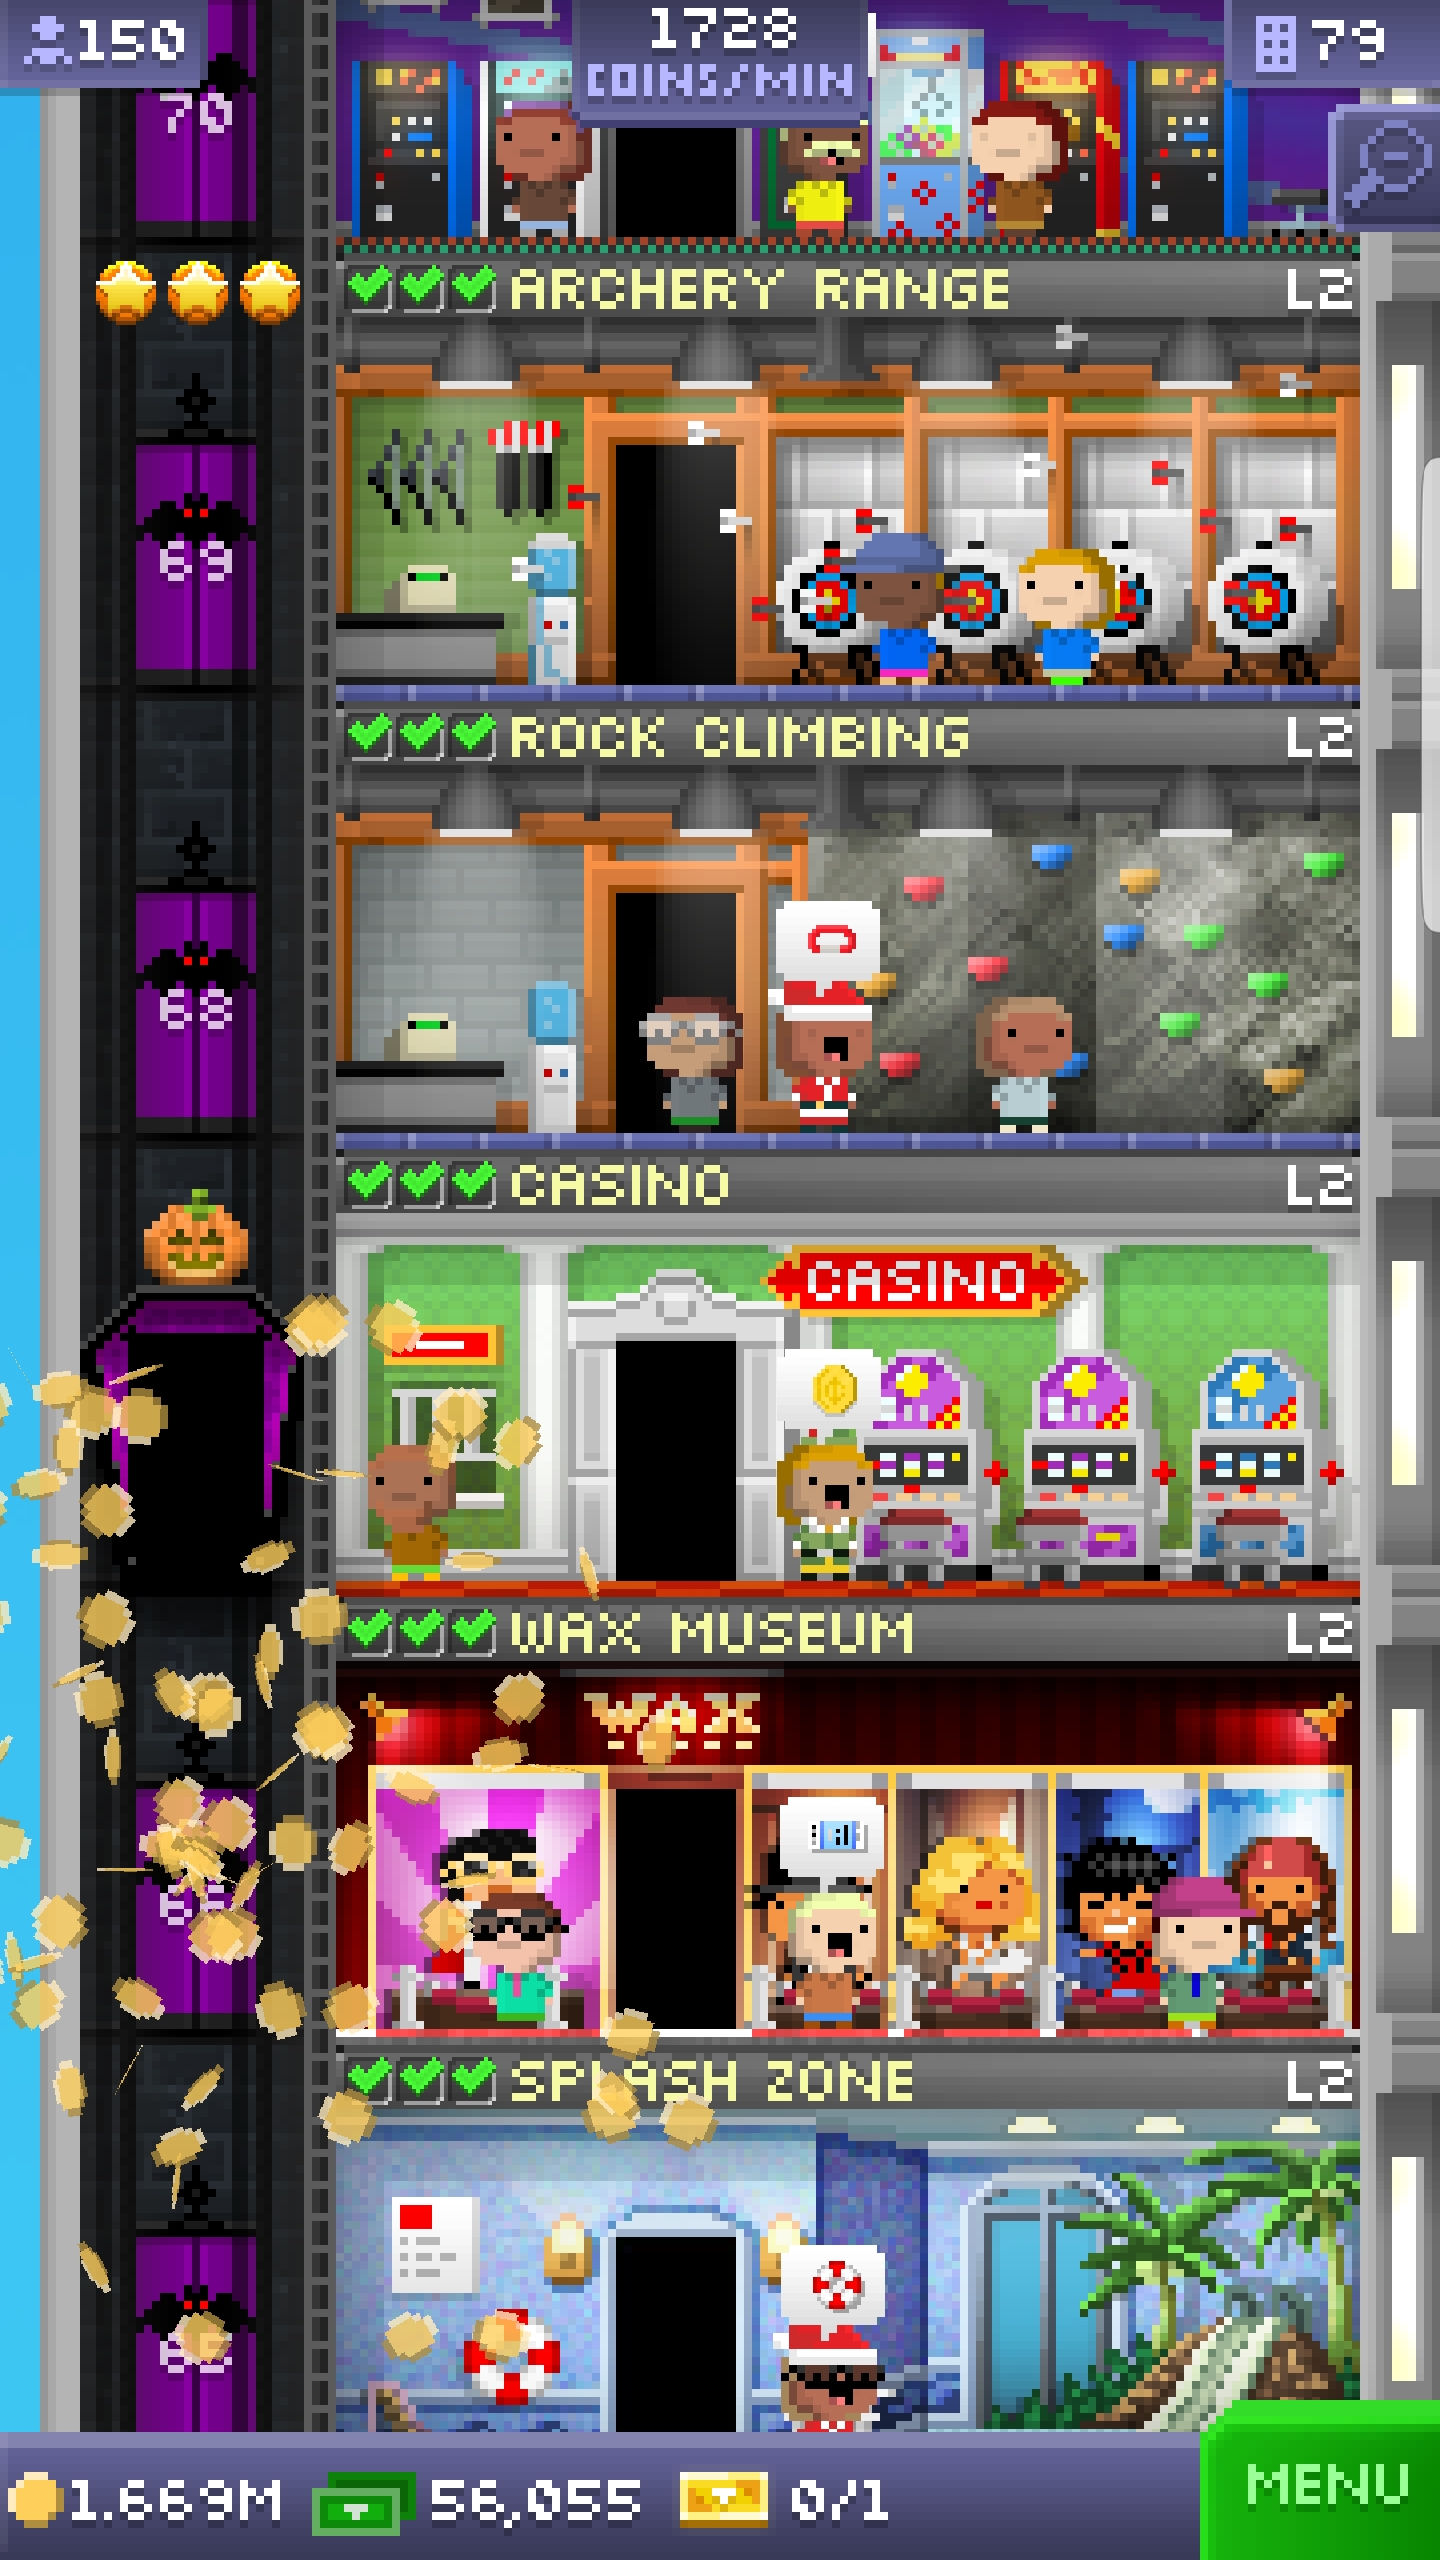 150
1728
COINS/MIN
79
70
ARCHERY RANGE L2
69
ROCK CLIMBING L2
68
CASINO L2
CASINO
WAX MUSEUM L2
WAX
SPLASH ZONE L2
1.669M 56,055 0/1 MENU